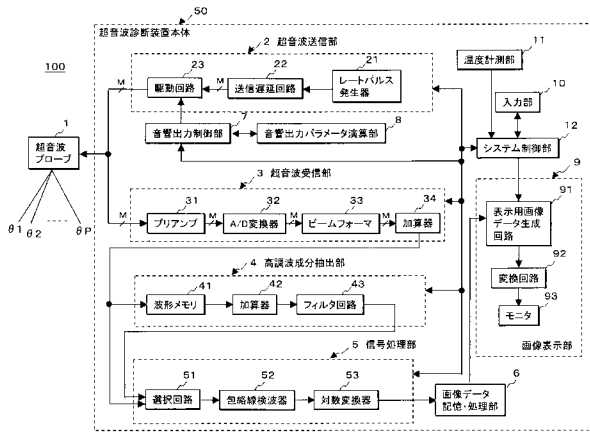 50
超音波診断装置本体
100
2 超音波送信部
23
22
21
M
駆動回路
M
送信遅延回路
レートパルス
発生器
11
温度計測部
10
入力部
7
音響出力制御部
8
音響出力パラメータ演算部
12
システム制御部
1
超音波
プローブ
θ1
θ2
θP
3 超音波受信部
31
32
33
34
M
プリアンプ
M
A/D変換器
M
ビームフォーマ
M
加算器
9
91
表示用画像
データ生成
回路
92
変換回路
93
モニタ
画像表示部
4 高調波成分抽出部
41
42
43
波形メモリ
加算器
フィルタ回路
5 信号処理部
51
52
53
選択回路
包絡線検波器
対数変換器
6
画像データ
記憶・処理部